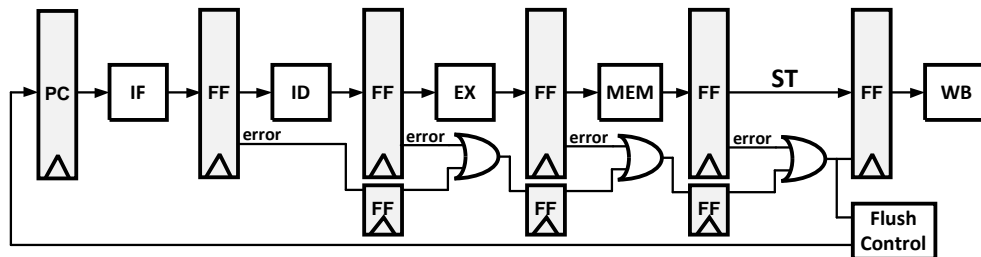 PC
IF
FF
ID
FF
EX
FF
MEM
FF
ST
FF
WB
error
error
error
error
FF
FF
FF
Flush
Control